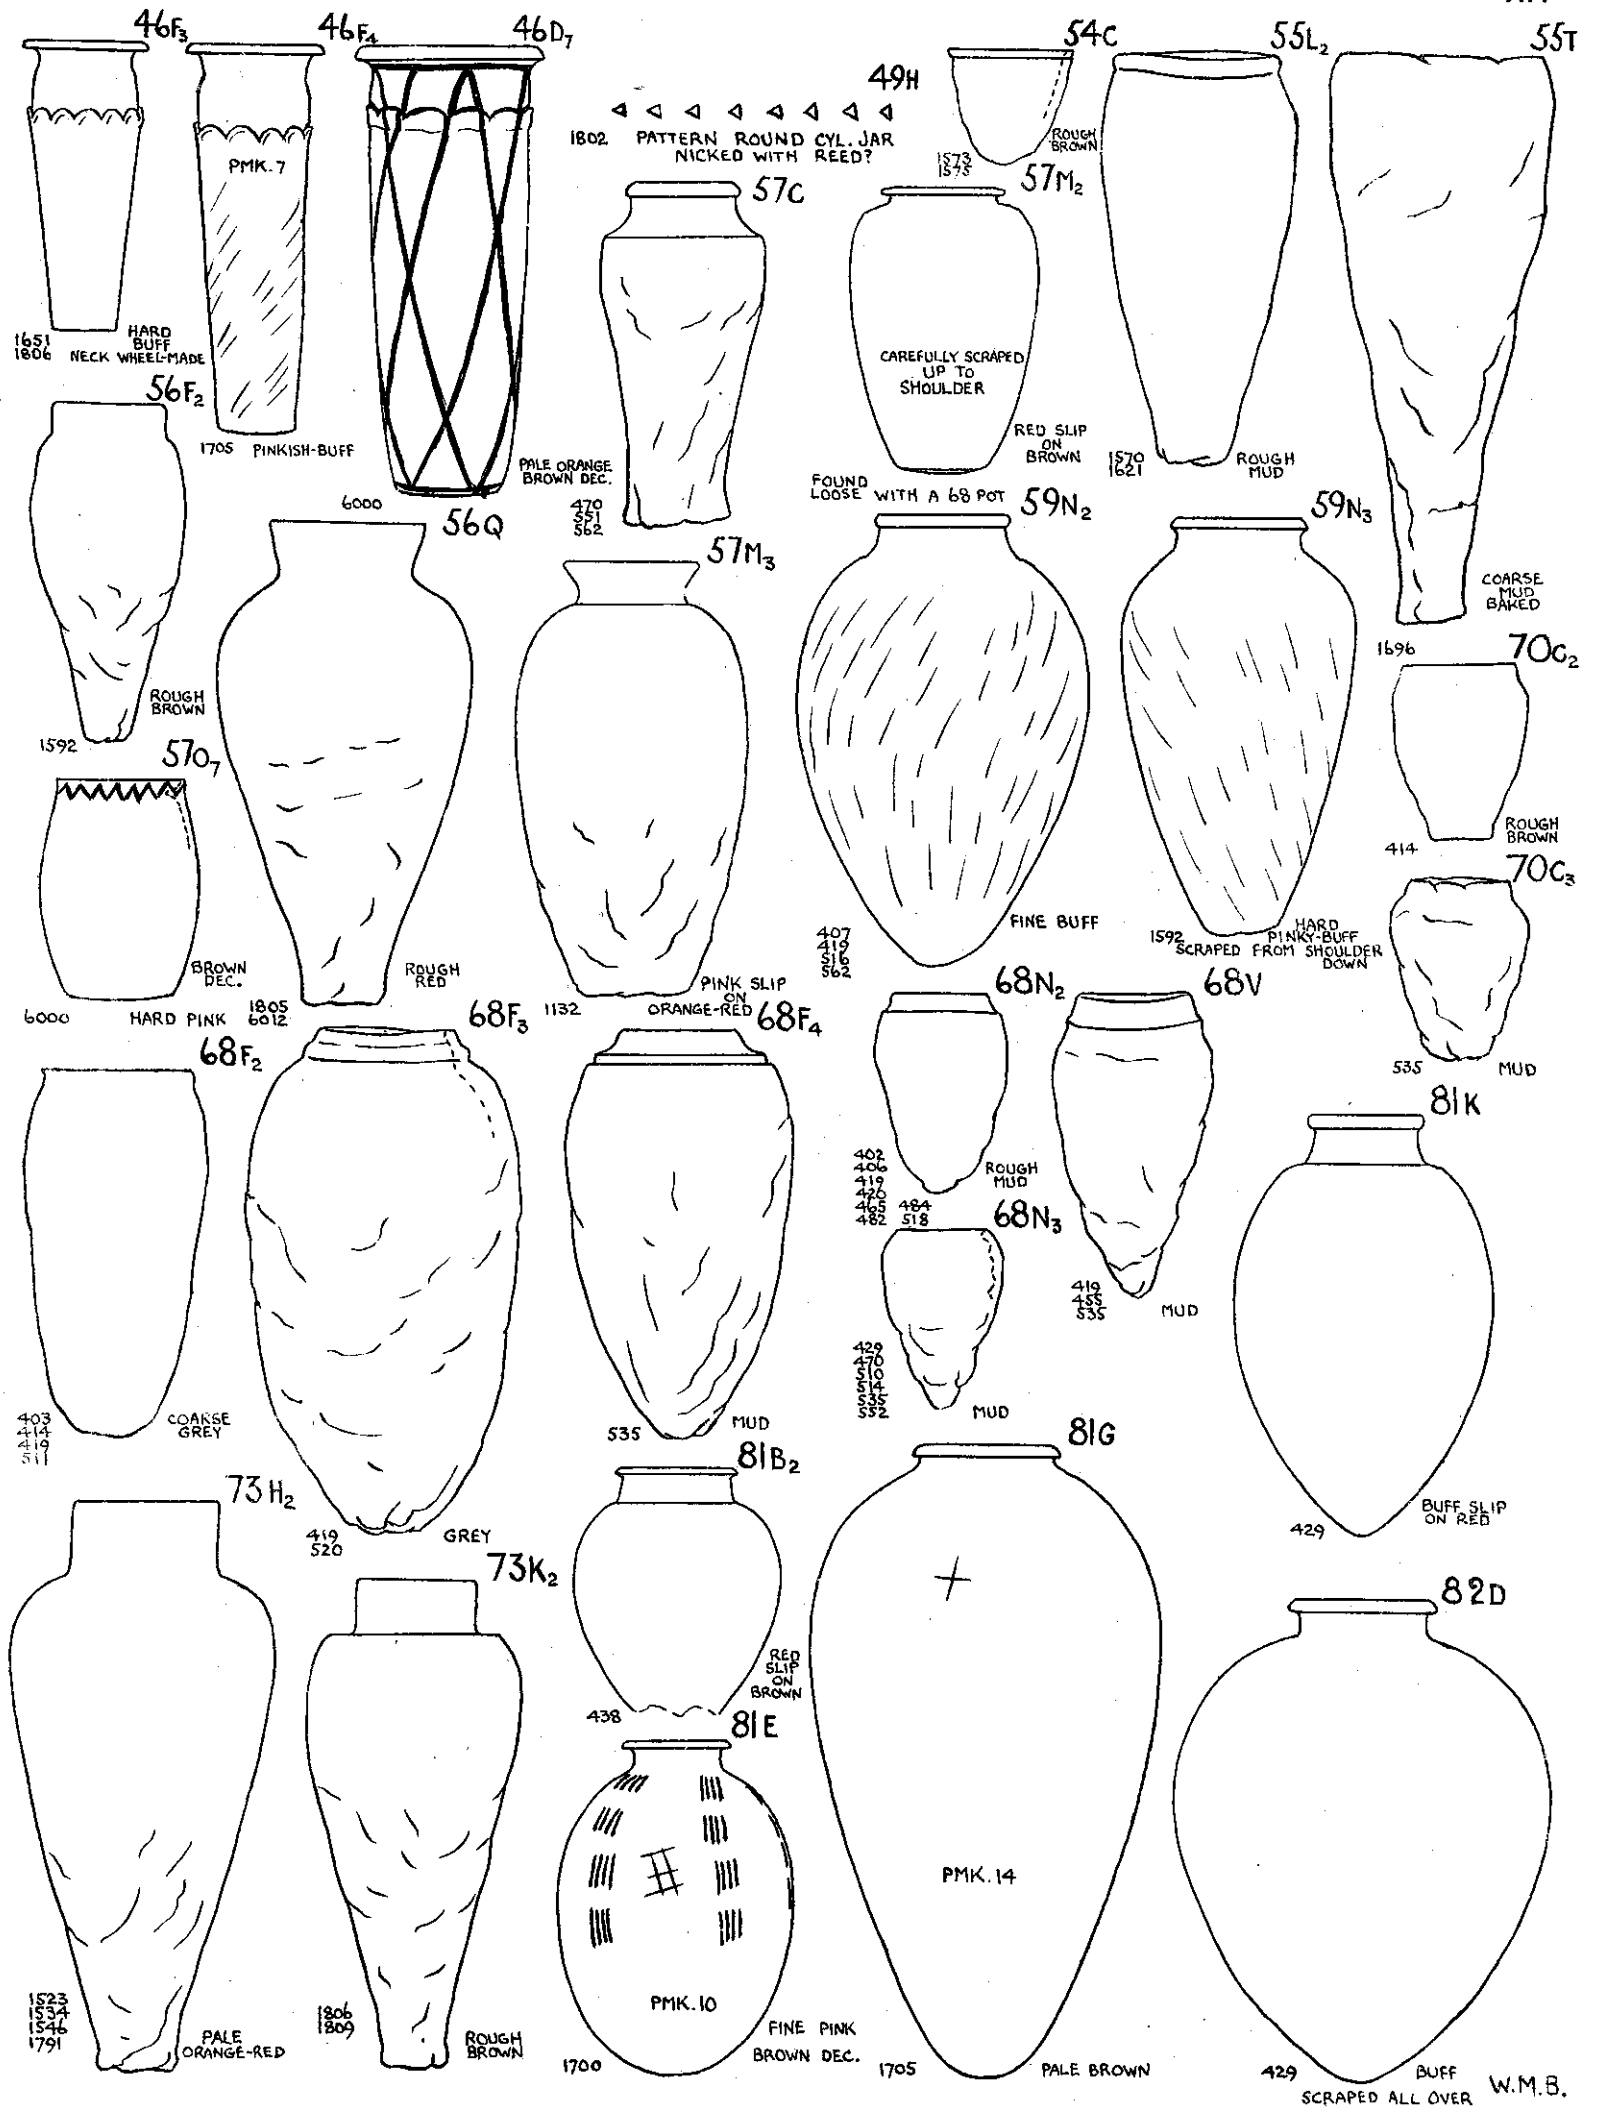 46F3
46F4
46D7
54C
55L2
55T
49H
1802 PATTERN ROUND CYL. JAR
NICKED WITH REED?
ROUGH
BROWN
1573
1575
PMK. 7
57C
57M2
1651
1806
HARD
BUFF
NECK WHEEL-MADE
CAREFULLY SCRAPED
UP TO
SHOULDER
56F2
1705 PINKISH-BUFF
PALE ORANGE
BROWN DEC.
6000
470
551
562
RED SLIP
ON
BROWN
FOUND
LOOSE WITH A 68 POT
1570
1621
ROUGH
MUD
56Q
57M3
59N2
59N3
COARSE
MUD
BAKED
1696
70C2
ROUGH
BROWN
1592
57O7
ROUGH
BROWN
414
70C3
BROWN
DEC.
6000 HARD PINK
ROUGH
RED
1805
6012
PINK SLIP
ON
ORANGE-RED
1132
FINE BUFF
407
419
516
562
1592
HARD
PINKY-BUFF
SCRAPED FROM SHOULDER
DOWN
68N2
68V
68F2
68F3
68F4
535 MUD
81K
402
406
419
426
465 484
482 518
ROUGH
MUD
68N3
419
455
535
MUD
429
470
510
514
535
552
MUD
403
414
419
511
COARSE
GREY
535 MUD
81B2
81G
73H2
419
520
GREY
429
BUFF SLIP
ON RED
73K2
82D
RED
SLIP
ON
BROWN
438
81E
PMK. 14
PMK. 10
1523
1534
1546
1791
PALE
ORANGE-RED
1806
1809
ROUGH
BROWN
FINE PINK
BROWN DEC.
1700
1705 PALE BROWN
429 BUFF
SCRAPED ALL OVER
W.M.B.